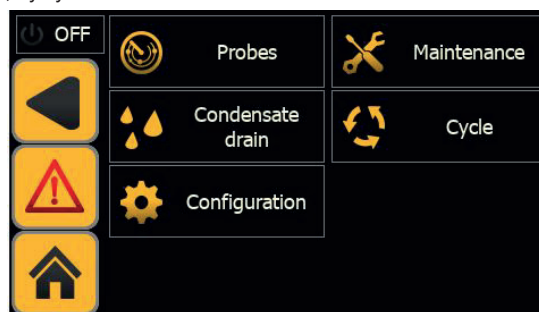 OFF
Probes
Maintenance
Condensate
drain
Cycle
Configuration